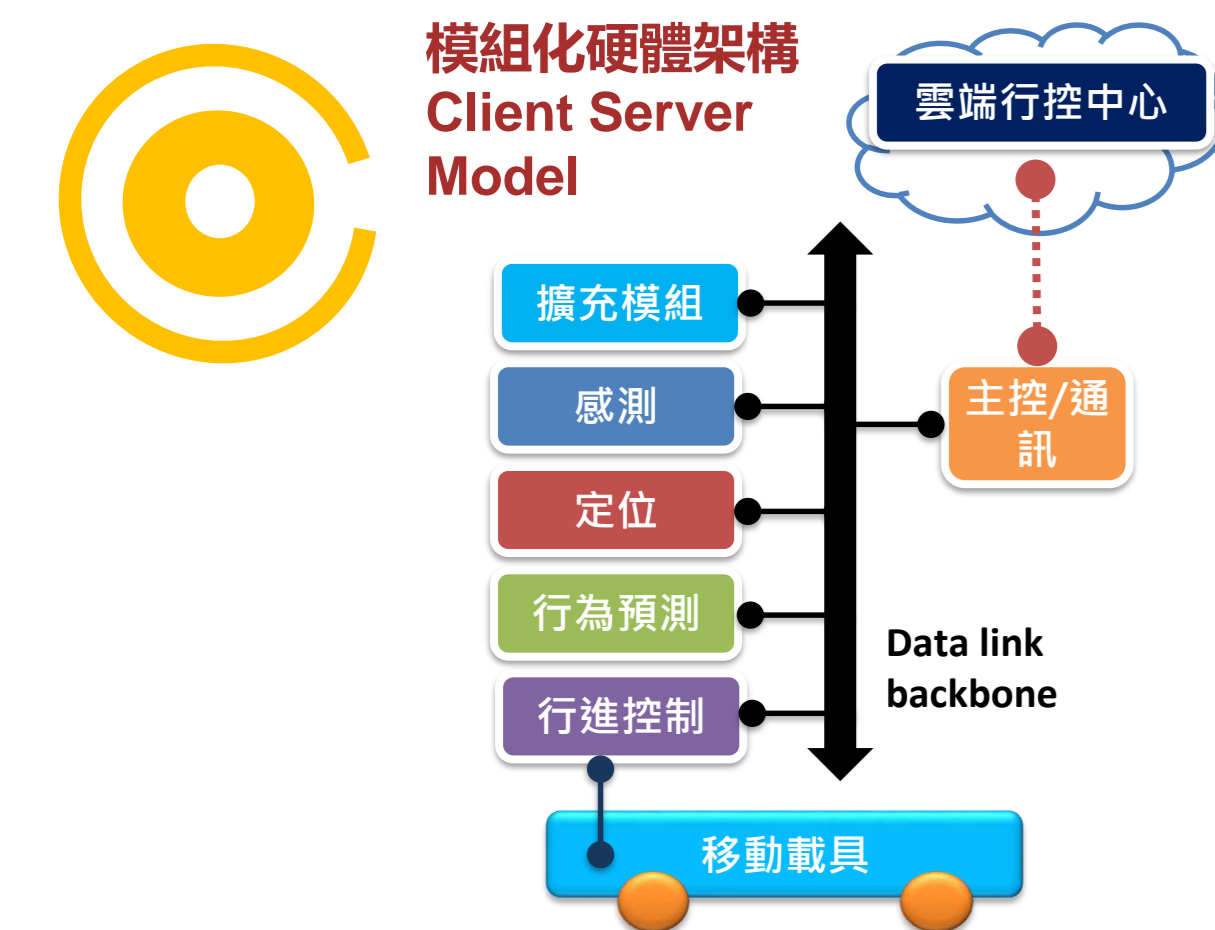 模組化硬體架構
Client Server
Model
雲端行控中心
擴充模組
感測
主控/通
訊
定位
行為預測
Data link
backbone
行進控制
移動載具